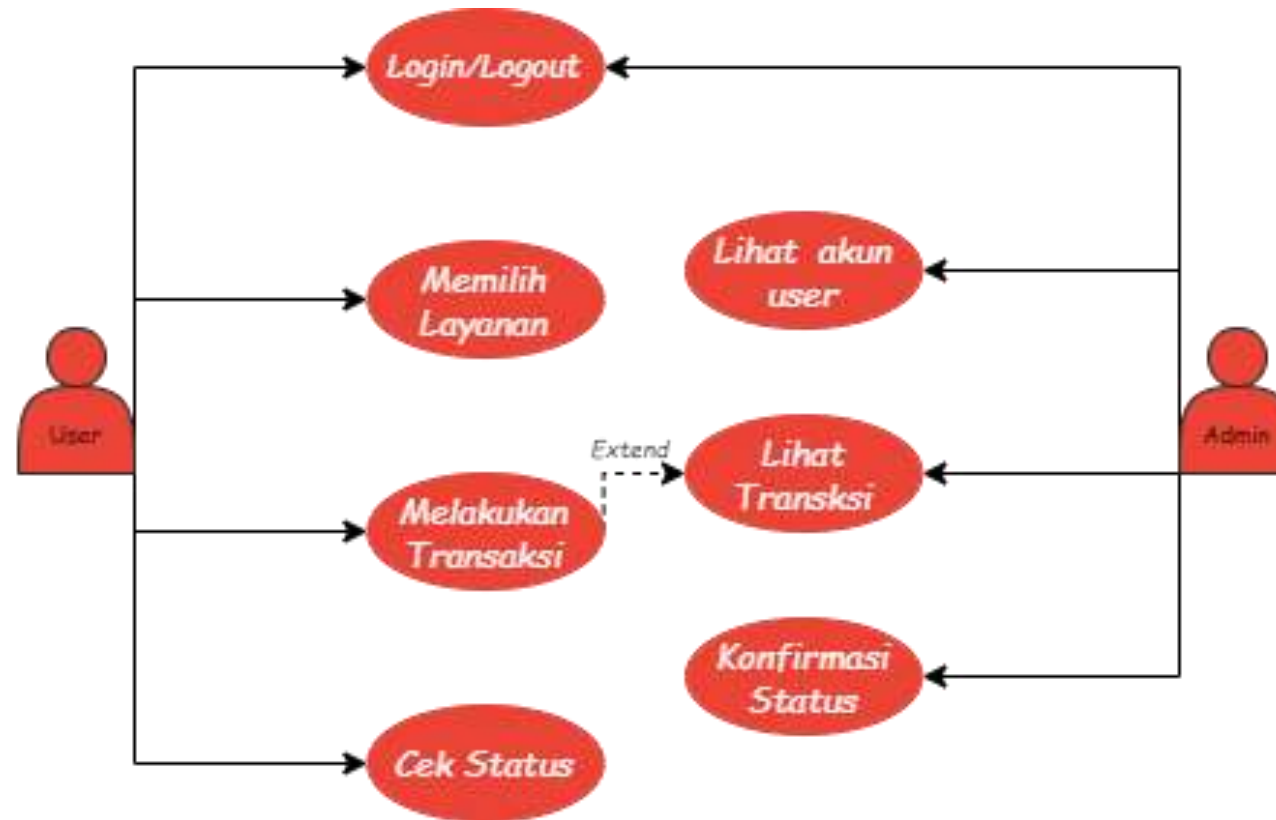 Login/Logout
Memilih
Layanan
Lihat akun
user
User
Admin
Extend
Lihat
Transksi
Melakukan
Transaksi
Konfirmasi
Status
Cek Status